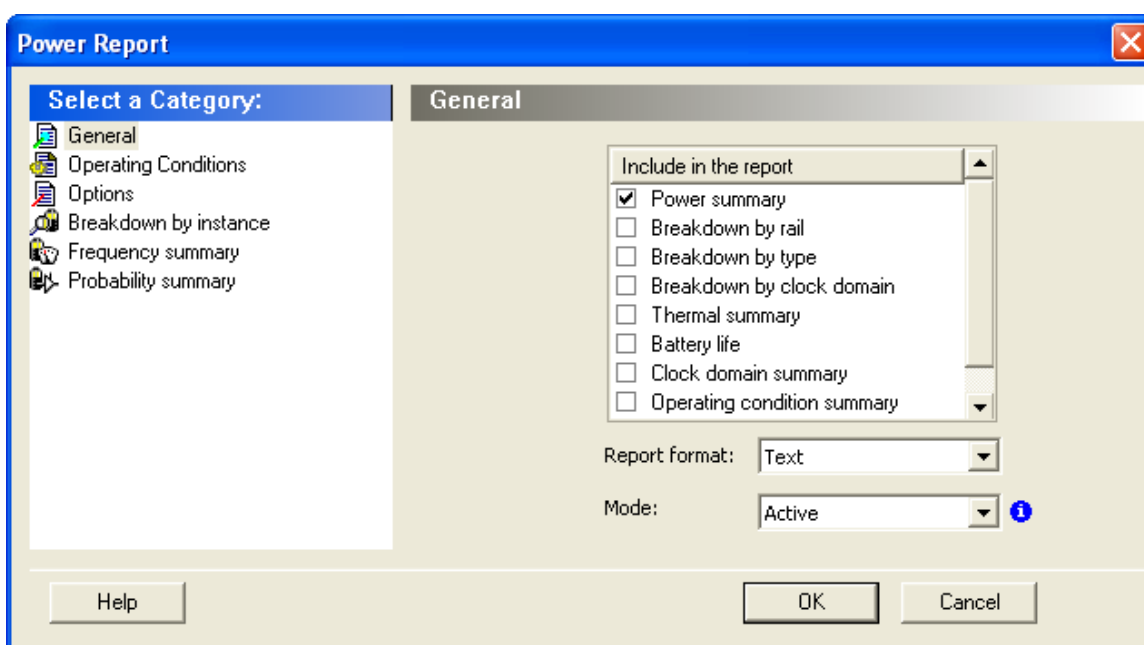 Power Report
Select a Category:
General
Operating Conditions
Options
Breakdown by instance
Frequency summary
Probability summary
General
Include in the report
Power summary
Breakdown by rail
Breakdown by type
Breakdown by clock domain
Thermal summary
Battery life
Clock domain summary
Operating condition summary
Report format: Text
Mode: Active
Help
OK
Cancel